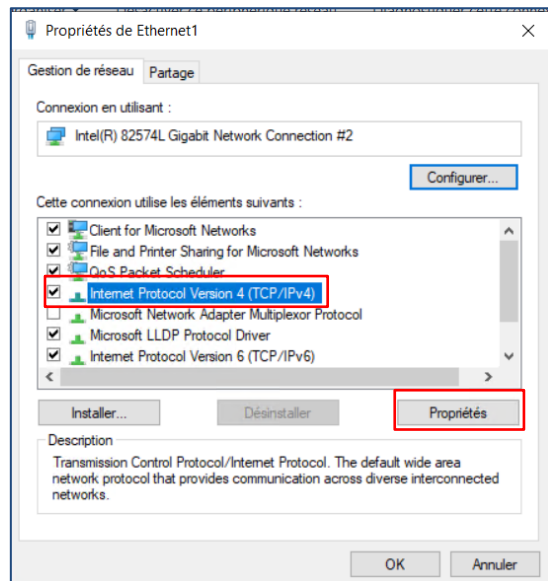 Propriétés de Ethernet1
Gestion de réseau Partage
Connexion en utilisant :
Intel(R) 82574L Gigabit Network Connection #2
Configurer...
Cette connexion utilise les éléments suivants :
Client for Microsoft Networks
File and Printer Sharing for Microsoft Networks
QoS Packet Scheduler
Internet Protocol Version 4 (TCP/IPv4)
Microsoft Network Adapter Multiplexor Protocol
Microsoft LLDP Protocol Driver
Internet Protocol Version 6 (TCP/IPv6)
Installer... Désinstaller Propriétés
Description
Transmission Control Protocol/Internet Protocol. The default wide area
network protocol that provides communication across diverse interconnected
networks.
OK Annuler